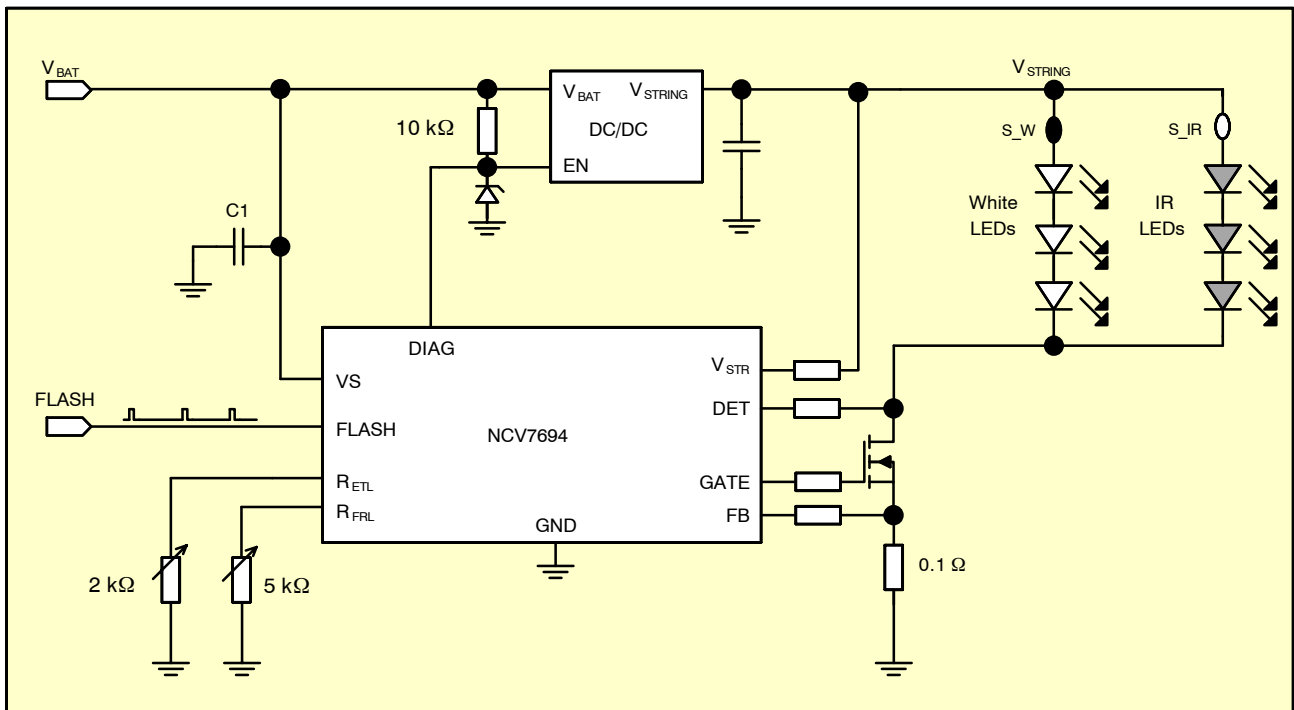 VBAT
VBAT VSTRING
DC/DC
EN
10 kΩ
VSTRING
S_W
S_IR
White
LEDs
IR
LEDs
C1
DIAG
VS
VSTR
FLASH
FLASH
DET
NCV7694
RETL
GATE
RFRL
FB
GND
2 kΩ
5 kΩ
0.1 Ω